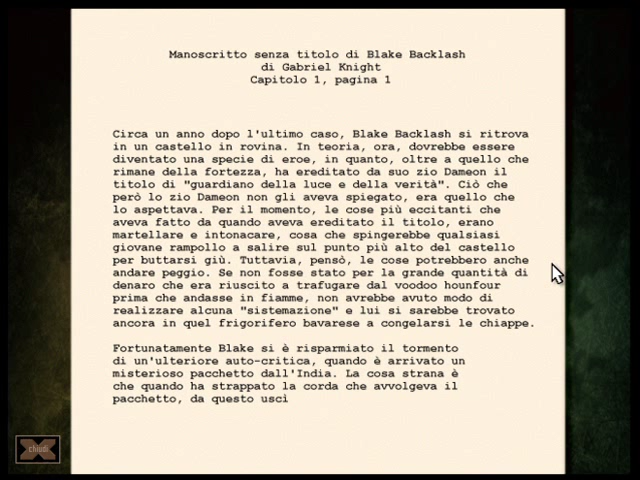 Manoscritto senza titolo di Blake Backlash
di Gabriel Knight
Capitolo 1, pagina 1
Circa un anno dopo l'ultimo caso, Blake Backlash si ritrova
in un castello in rovina. In teoria, ora, dovrebbe essere
diventato una specie di eroe, in quanto, oltre a quello che
rimane della fortezza, ha ereditato da suo zio Dameon il
titolo di "guardiano della luce e della verità". Ciò che
però lo zio Dameon non gli aveva spiegato, era quello che
lo aspettava. Per il momento, le cose più eccitanti che
aveva fatto da quando aveva ereditato il titolo, erano
martellare e intonacare, cosa che spingerebbe qualsiasi
giovane rampollo a salire sul punto più alto del castello
per buttarsi giù. Tuttavia, pensò, le cose potrebbero anche
andare peggio. Se non fosse stato per la grande quantità di
denaro che era riuscito a trafugare dal voodoo hounfour
prima che andasse in fiamme, non avrebbe avuto modo di
realizzare alcuna "sistemazione" e lui si sarebbe trovato
ancora in quel frigorifero bavarese a congelarsi le chiappe.
Fortunatamente Blake si è risparmiato il tormento
di un'ulteriore auto-critica, quando è arrivato un
misterioso pacchetto dall'India. La cosa strana è
che quando ha strappato la corda che avvolgeva il
pacchetto, da questo uscì
chiudi